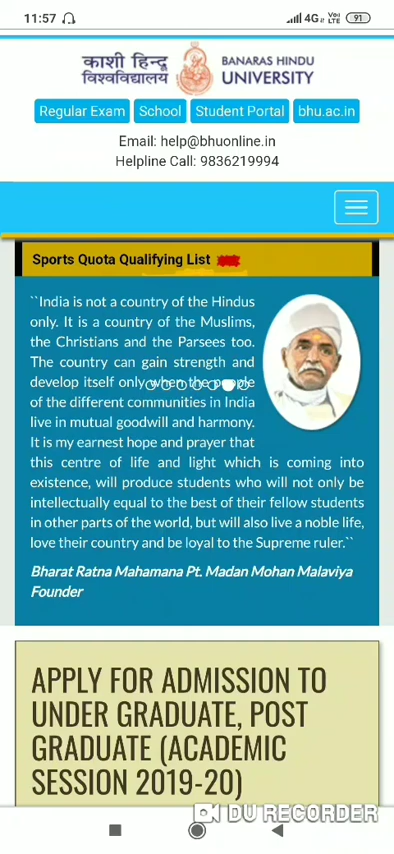 11:57 4G Vo LTE 91
काशी हिन्दू विश्वविद्यालय
BANARAS HINDU
UNIVERSITY
Regular Exam School Student Portal bhu.ac.in
Email: help@bhuonline.in
Helpline Call: 9836219994
Sports Quota Qualifying List
``India is not a country of the Hindus
only. It is a country of the Muslims,
the Christians and the Parsees too.
The country can gain strength and
develop itself only when the people
of the different communities in India
live in mutual goodwill and harmony.
It is my earnest hope and prayer that
this centre of life and light which is coming into
existence, will produce students who will not only be
intellectually equal to the best of their fellow students
in other parts of the world, but will also live a noble life,
love their country and be loyal to the Supreme ruler.``
Bharat Ratna Mahamana Pt. Madan Mohan Malaviya
Founder
APPLY FOR ADMISSION TO
UNDER GRADUATE, POST
GRADUATE (ACADEMIC
SESSION 2019-20)
DU RECORDER